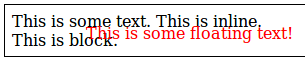 This is some text. This is inline.
This is some floating text!
This is block.